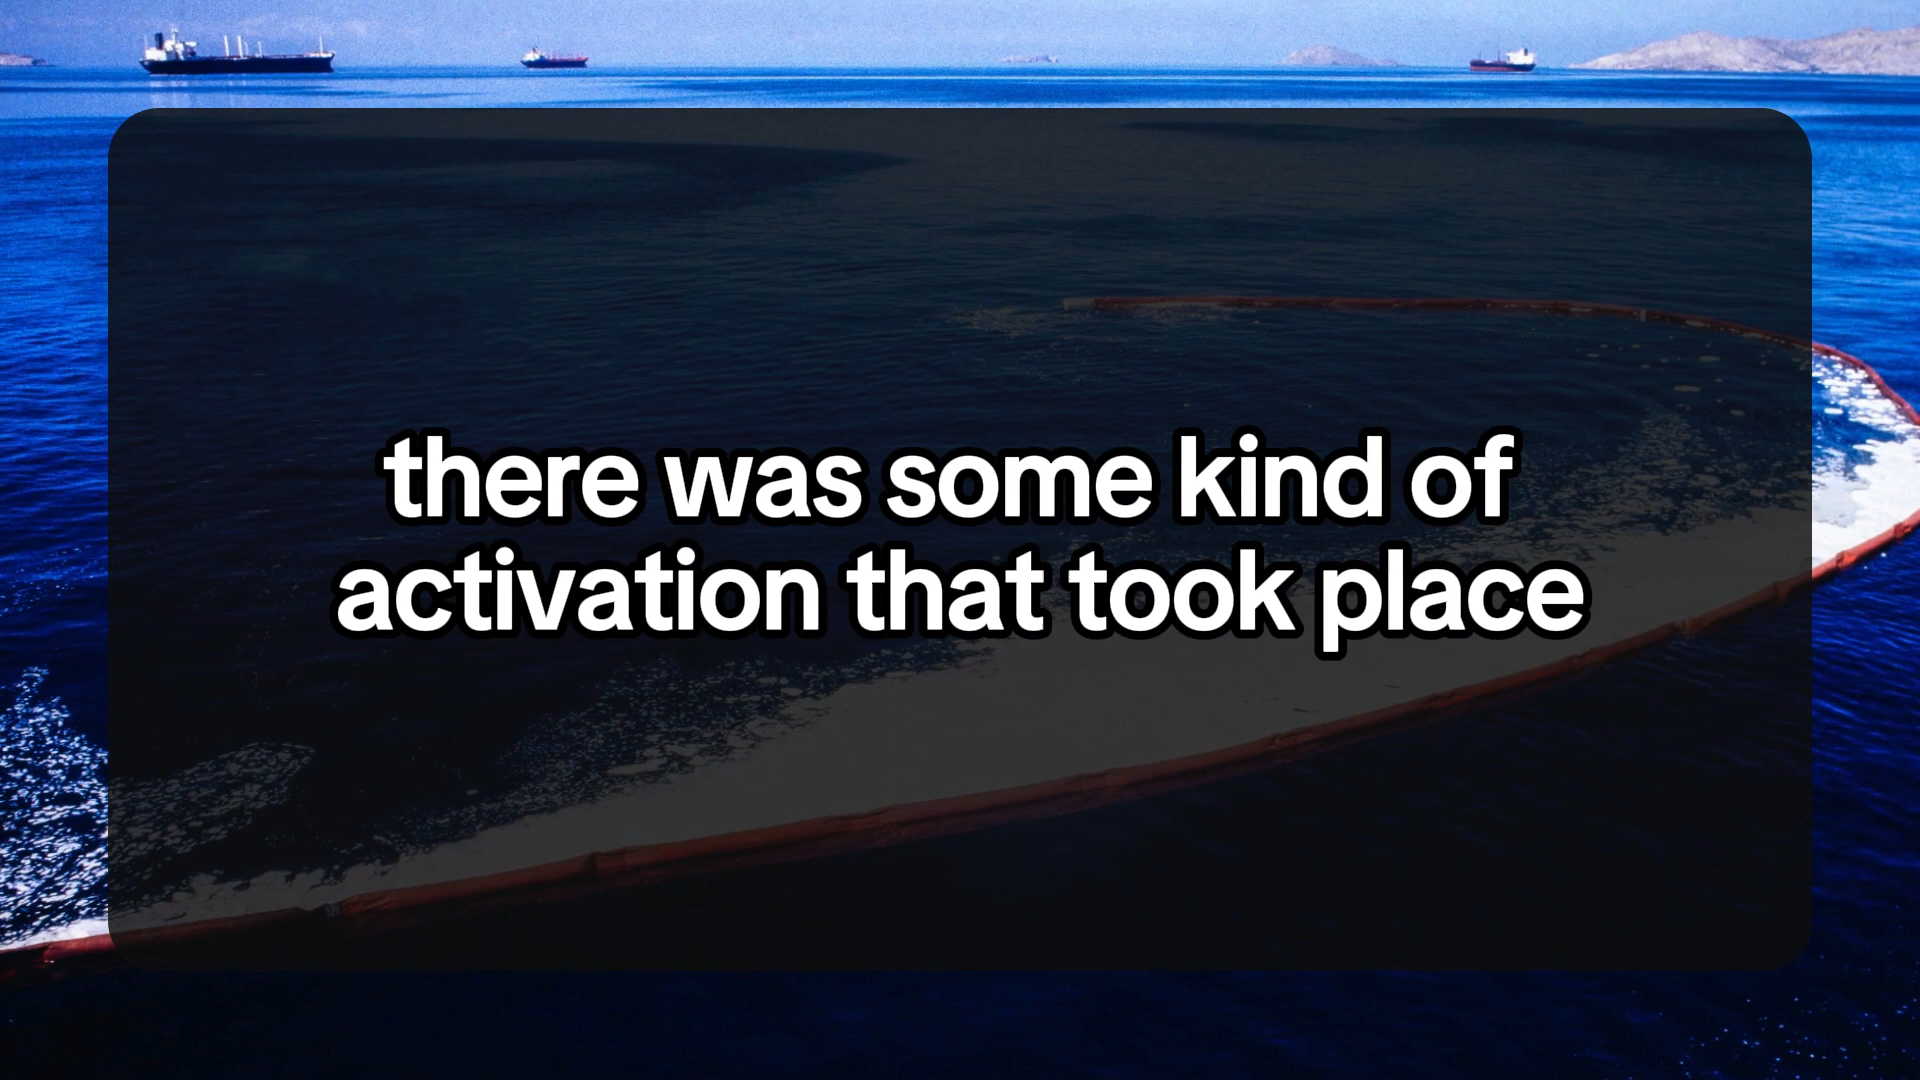 there was some kind of
activation that took place